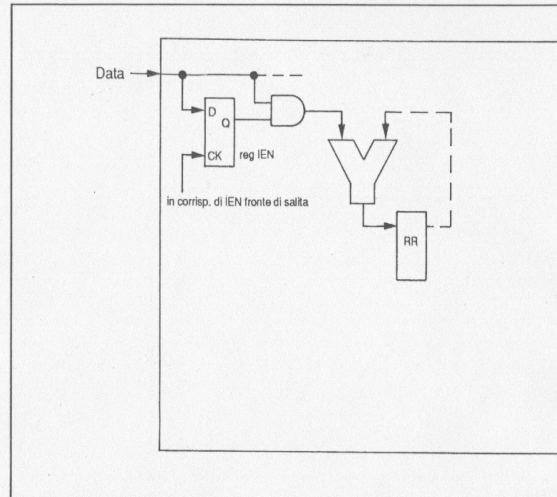 Data
D
Q
CK
reg IEN
in corrisp. di IEN fronte di salita
RR